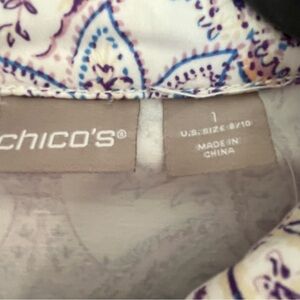 chico's®
1
U.S. SIZE 8/10
MADE IN
CHINA